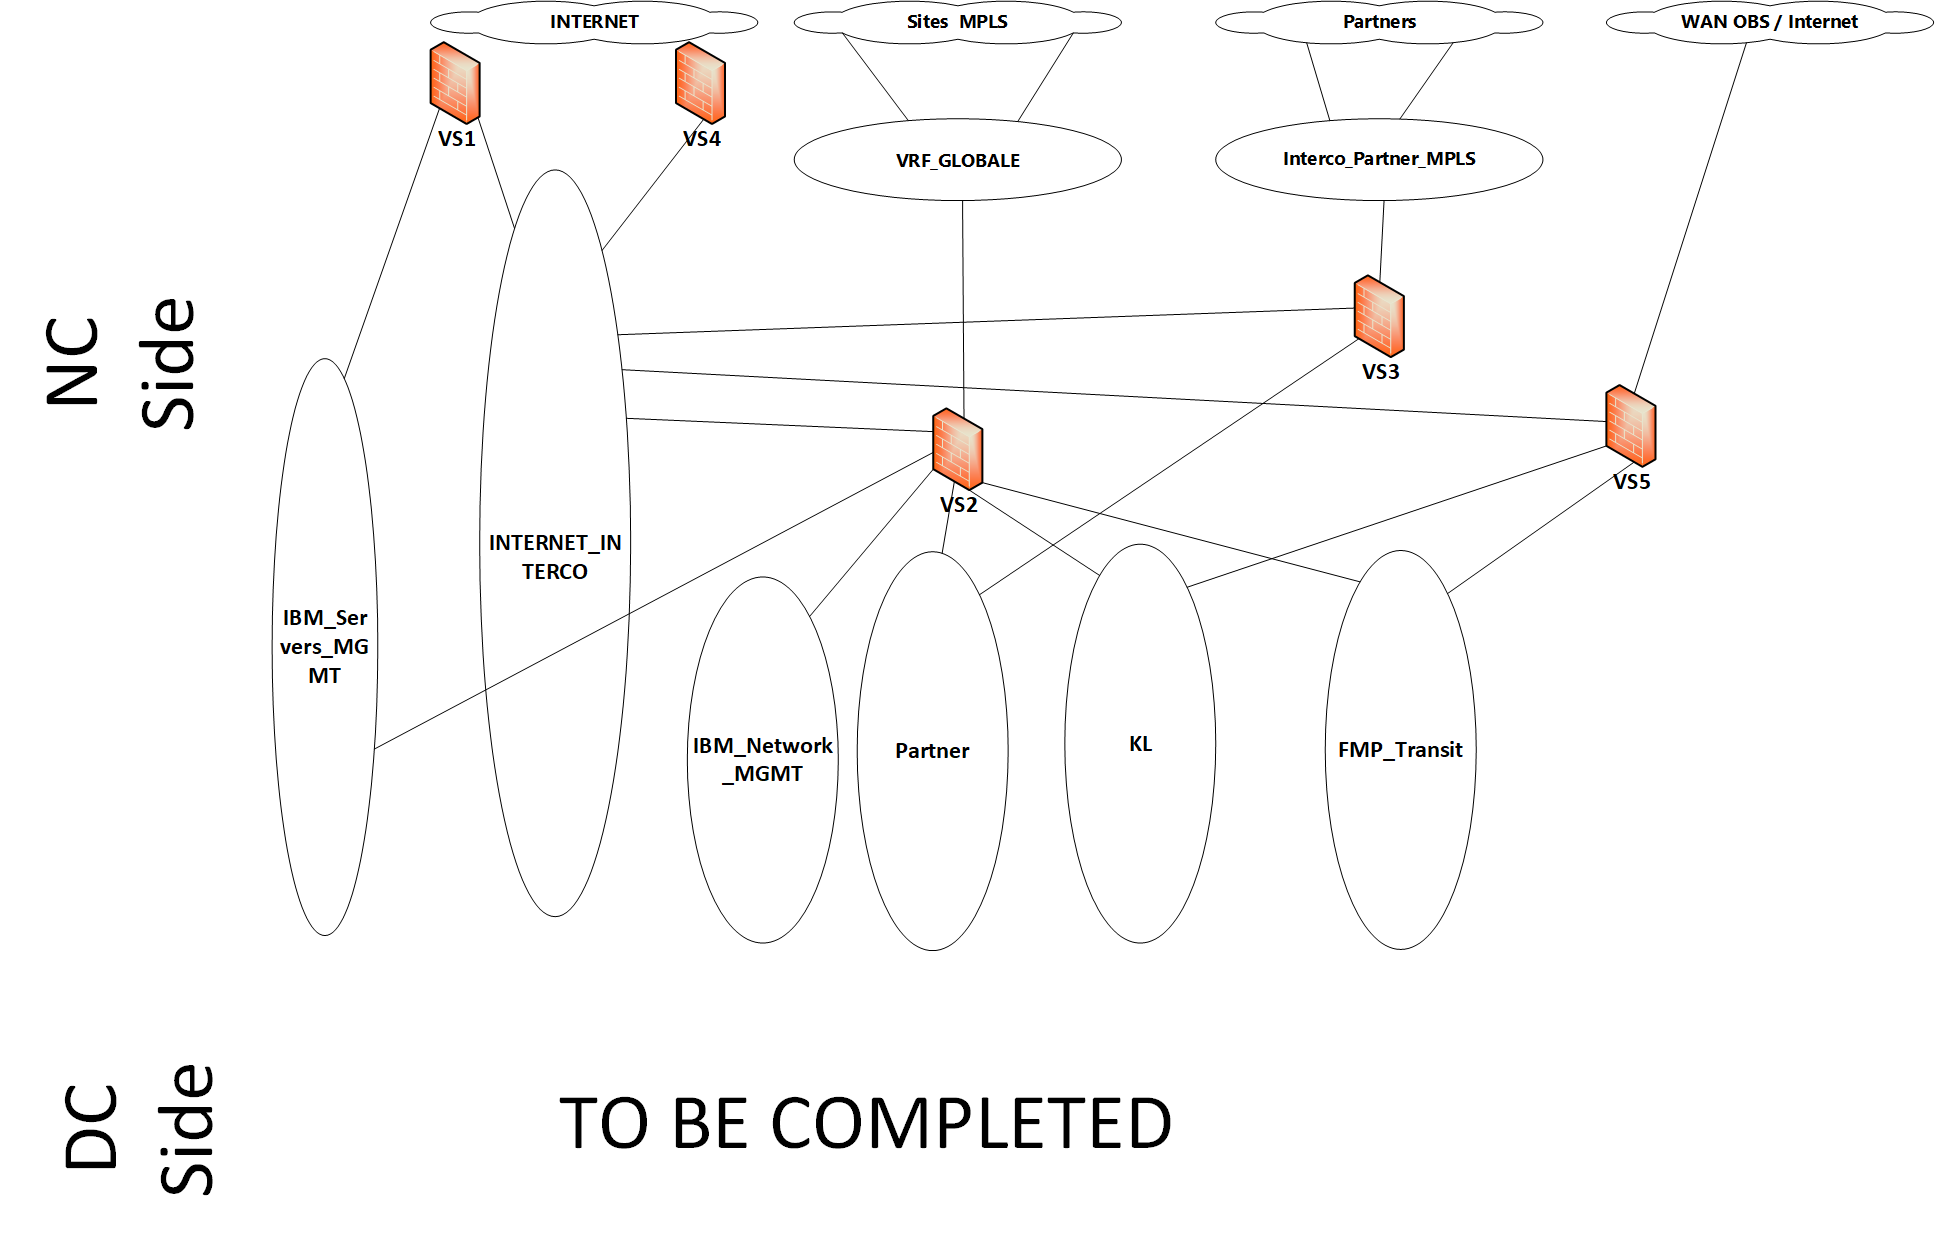 INTERNET
Sites MPLS
Partners
WAN OBS / Internet
VS1
VS4
VRF_GLOBALE
Interco_Partner_MPLS
NC
Side
VS3
VS2
VS5
INTERNET_IN
TERCO
IBM_Ser
vers_MG
MT
IBM_Network
_MGMT
Partner
KL
FMP_Transit
DC
Side
TO BE COMPLETED